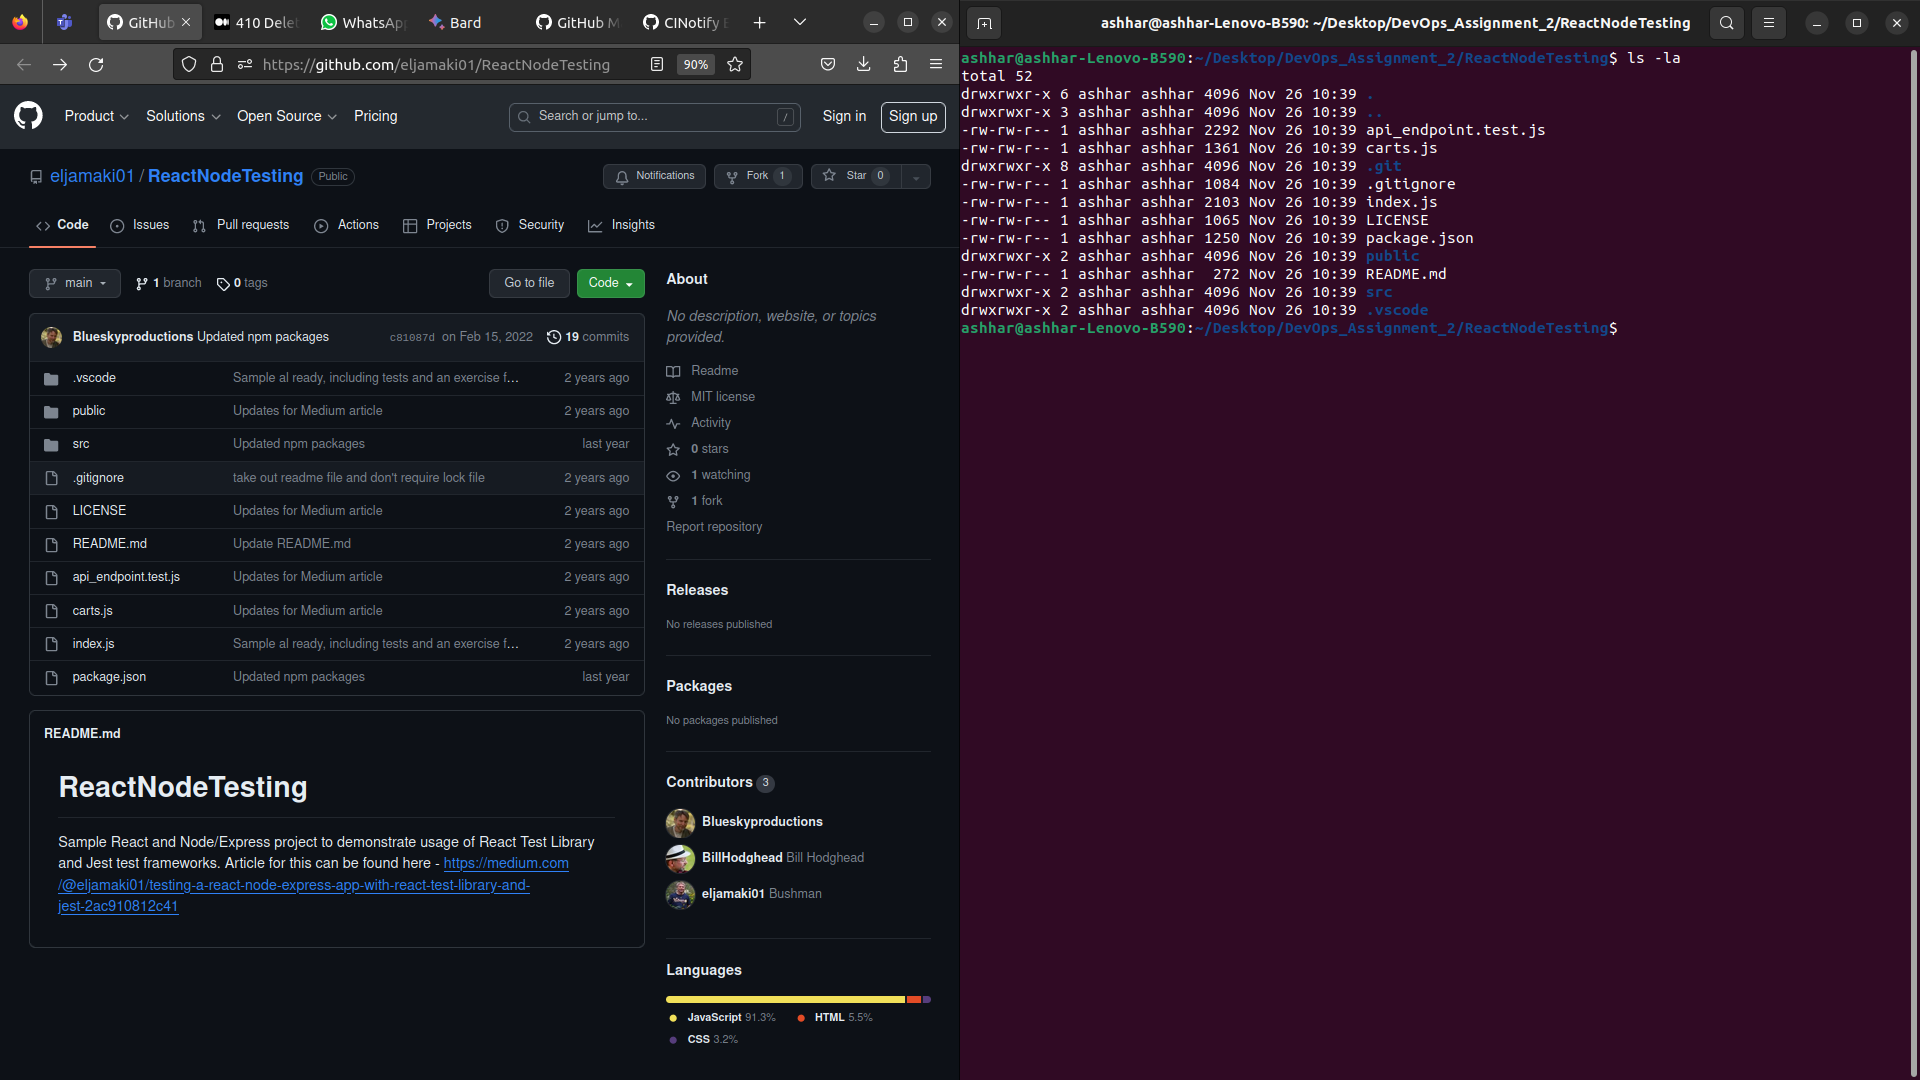 GitHub
410 Delet
WhatsApp
Bard
GitHub M
CINotify E
https://github.com/eljamaki01/ReactNodeTesting
90%
Product
Solutions
Open Source
Pricing
Search or jump to...
/
Sign in
Sign up
eljamaki01 / ReactNodeTesting
Public
Notifications
Fork 1
Star 0
Code
Issues
Pull requests
Actions
Projects
Security
Insights
main
1 branch
0 tags
Go to file
Code
Blueskyproductions Updated npm packages
c81087d on Feb 15, 2022
19 commits
.vscode Sample al ready, including tests and an exercise f... 2 years ago
public Updates for Medium article 2 years ago
src Updated npm packages last year
.gitignore take out readme file and don't require lock file 2 years ago
LICENSE Updates for Medium article 2 years ago
README.md Update README.md 2 years ago
api_endpoint.test.js Updates for Medium article 2 years ago
carts.js Updates for Medium article 2 years ago
index.js Sample al ready, including tests and an exercise f... 2 years ago
package.json Updated npm packages last year
README.md
ReactNodeTesting
Sample React and Node/Express project to demonstrate usage of React Test Library
and Jest test frameworks. Article for this can be found here - https://medium.com
/@eljamaki01/testing-a-react-node-express-app-with-react-test-library-and-
jest-2ac910812c41
About
No description, website, or topics
provided.
Readme
MIT license
Activity
0 stars
1 watching
1 fork
Report repository
Releases
No releases published
Packages
No packages published
Contributors 3
Blueskyproductions
BillHodghead Bill Hodghead
eljamaki01 Bushman
Languages
JavaScript 91.3%
HTML 5.5%
CSS 3.2%
ashhar@ashhar-Lenovo-B590: ~/Desktop/DevOps_Assignment_2/ReactNodeTesting
ashhar@ashhar-Lenovo-B590:~/Desktop/DevOps_Assignment_2/ReactNodeTesting$ ls -la
total 52
drwxrwxr-x 6 ashhar ashhar 4096 Nov 26 10:39 .
drwxrwxr-x 3 ashhar ashhar 4096 Nov 26 10:39 ..
-rw-rw-r-- 1 ashhar ashhar 2292 Nov 26 10:39 api_endpoint.test.js
-rw-rw-r-- 1 ashhar ashhar 1361 Nov 26 10:39 carts.js
drwxrwxr-x 8 ashhar ashhar 4096 Nov 26 10:39 .git
-rw-rw-r-- 1 ashhar ashhar 1084 Nov 26 10:39 .gitignore
-rw-rw-r-- 1 ashhar ashhar 2103 Nov 26 10:39 index.js
-rw-rw-r-- 1 ashhar ashhar 1065 Nov 26 10:39 LICENSE
-rw-rw-r-- 1 ashhar ashhar 1250 Nov 26 10:39 package.json
drwxrwxr-x 2 ashhar ashhar 4096 Nov 26 10:39 public
-rw-rw-r-- 1 ashhar ashhar  272 Nov 26 10:39 README.md
drwxrwxr-x 2 ashhar ashhar 4096 Nov 26 10:39 src
drwxrwxr-x 2 ashhar ashhar 4096 Nov 26 10:39 .vscode
ashhar@ashhar-Lenovo-B590:~/Desktop/DevOps_Assignment_2/ReactNodeTesting$